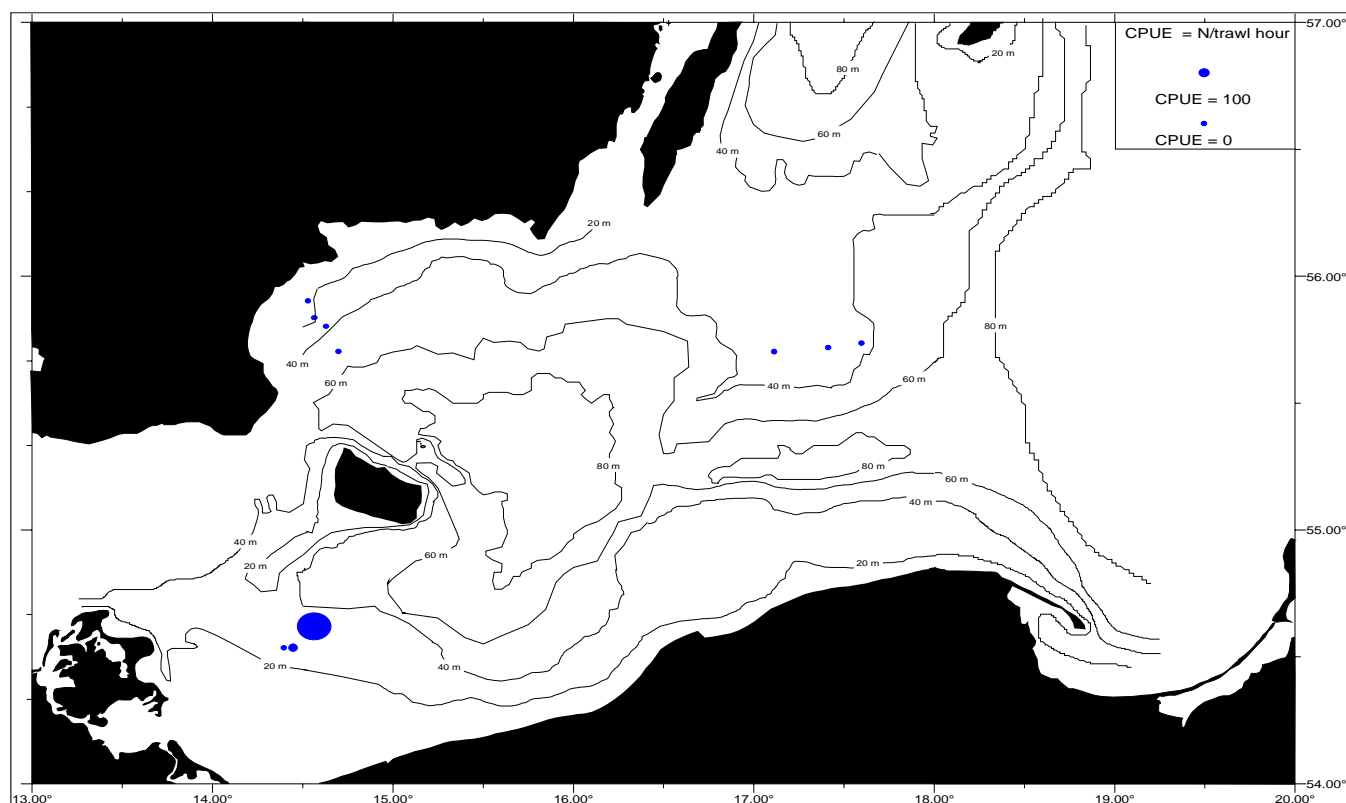 57.00°
CPUE = N/trawl hour
CPUE = 100
CPUE = 0
20 m
80 m
60 m
40 m
20 m
56.00°
80 m
40 m
60 m
40 m
60 m
80 m
80 m
60 m
40 m
55.00°
40 m
60 m
20 m
20 m
20 m
40 m
54.00°
13.00°
14.00°
15.00°
16.00°
17.00°
18.00°
19.00°
20.00°